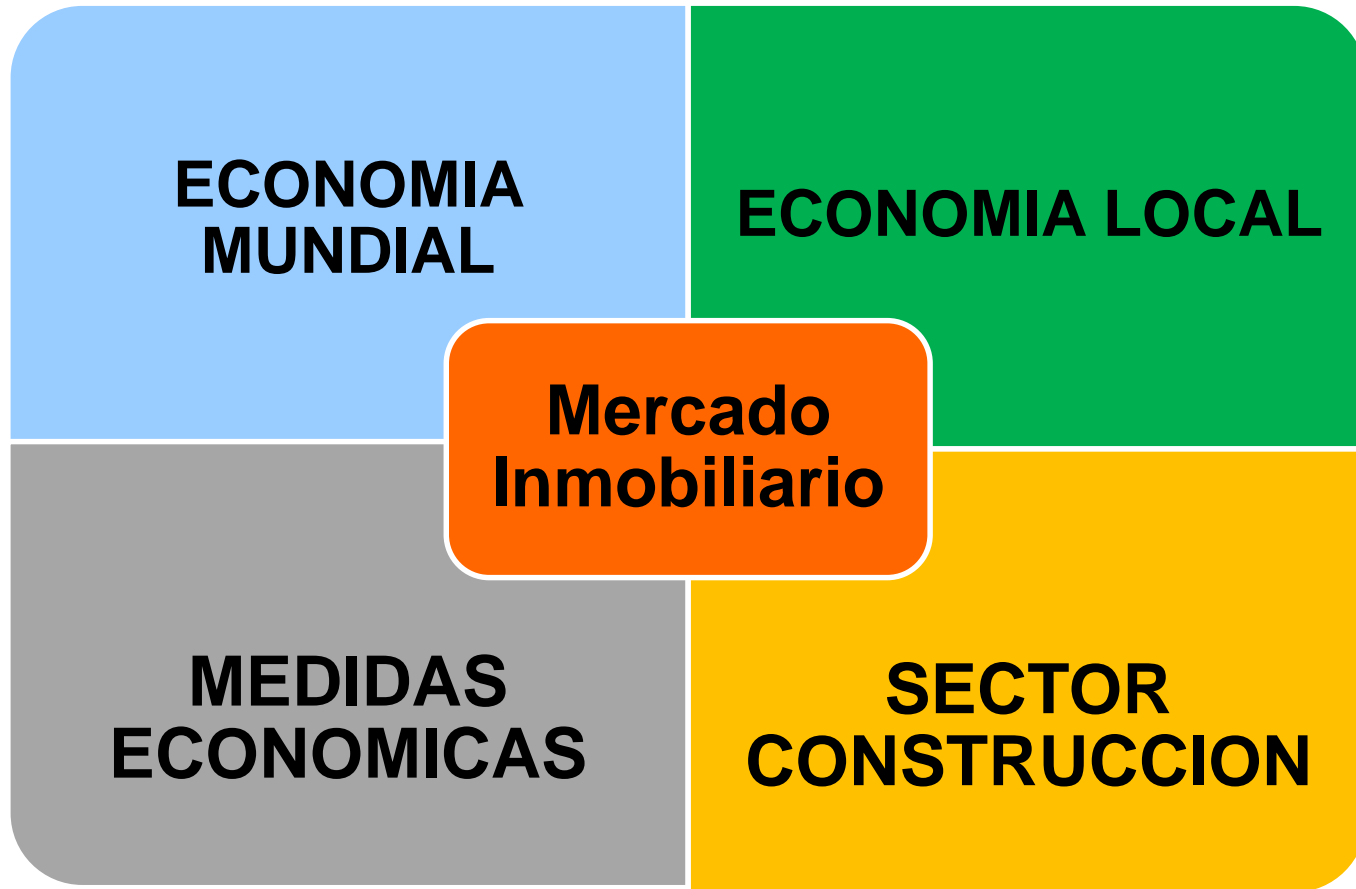 ECONOMIA
MUNDIAL
ECONOMIA LOCAL
Mercado
Inmobiliario
MEDIDAS
ECONOMICAS
SECTOR
CONSTRUCCION